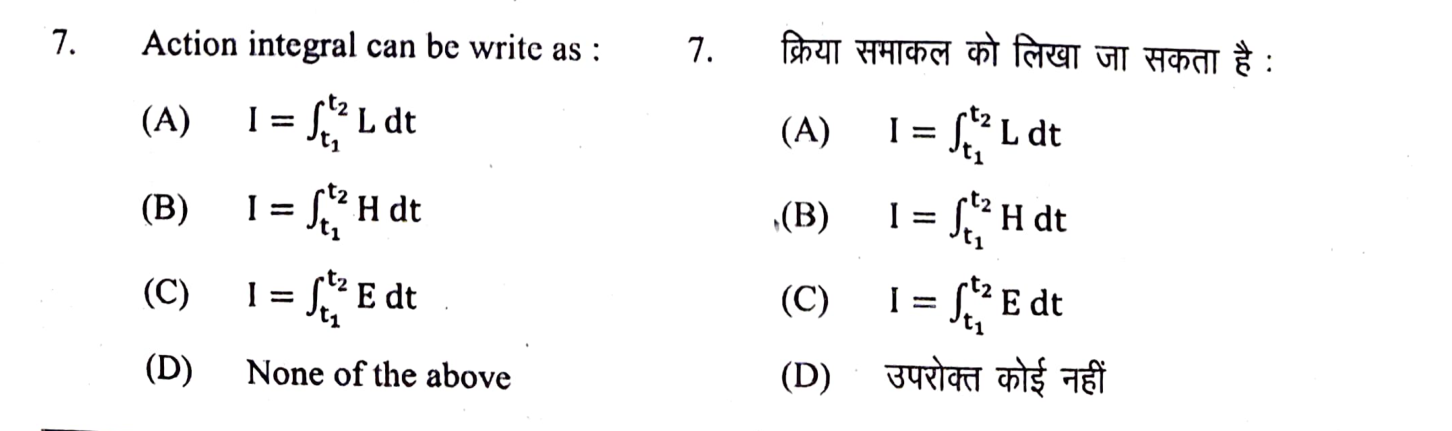 7. Action integral can be write as :
(A) I = ∫_{t₁}^{t₂} L dt
(B) I = ∫_{t₁}^{t₂} H dt
(C) I = ∫_{t₁}^{t₂} E dt
(D) None of the above
7. क्रिया समाकल को लिखा जा सकता है :
(A) I = ∫_{t₁}^{t₂} L dt
(B) I = ∫_{t₁}^{t₂} H dt
(C) I = ∫_{t₁}^{t₂} E dt
(D) उपरोक्त कोई नहीं